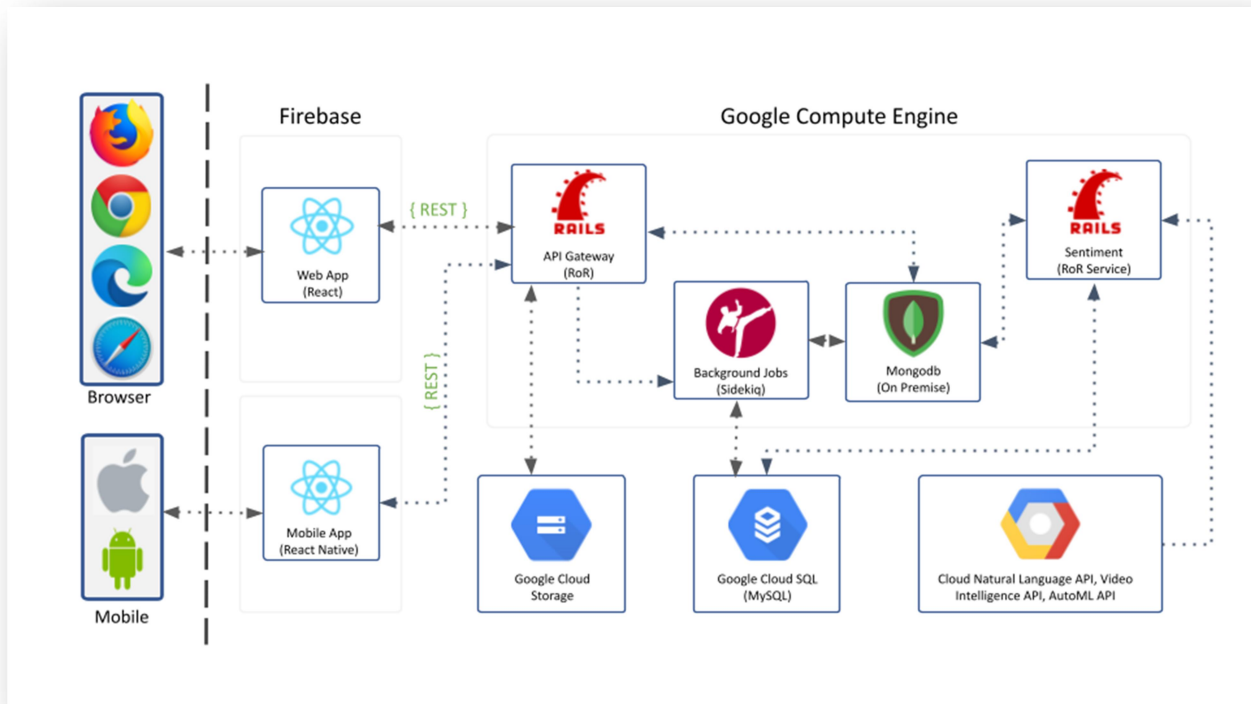 Firebase
Google Compute Engine
{ REST }
RAILS
API Gateway
(RoR)
RAILS
Sentiment
(RoR Service)
Web App
(React)
Background Jobs
(Sidekiq)
Mongodb
(On Premise)
Browser
{ REST }
Mobile App
(React Native)
Google Cloud
Storage
Google Cloud SQL
(MySQL)
Cloud Natural Language API, Video
Intelligence API, AutoML API
Mobile